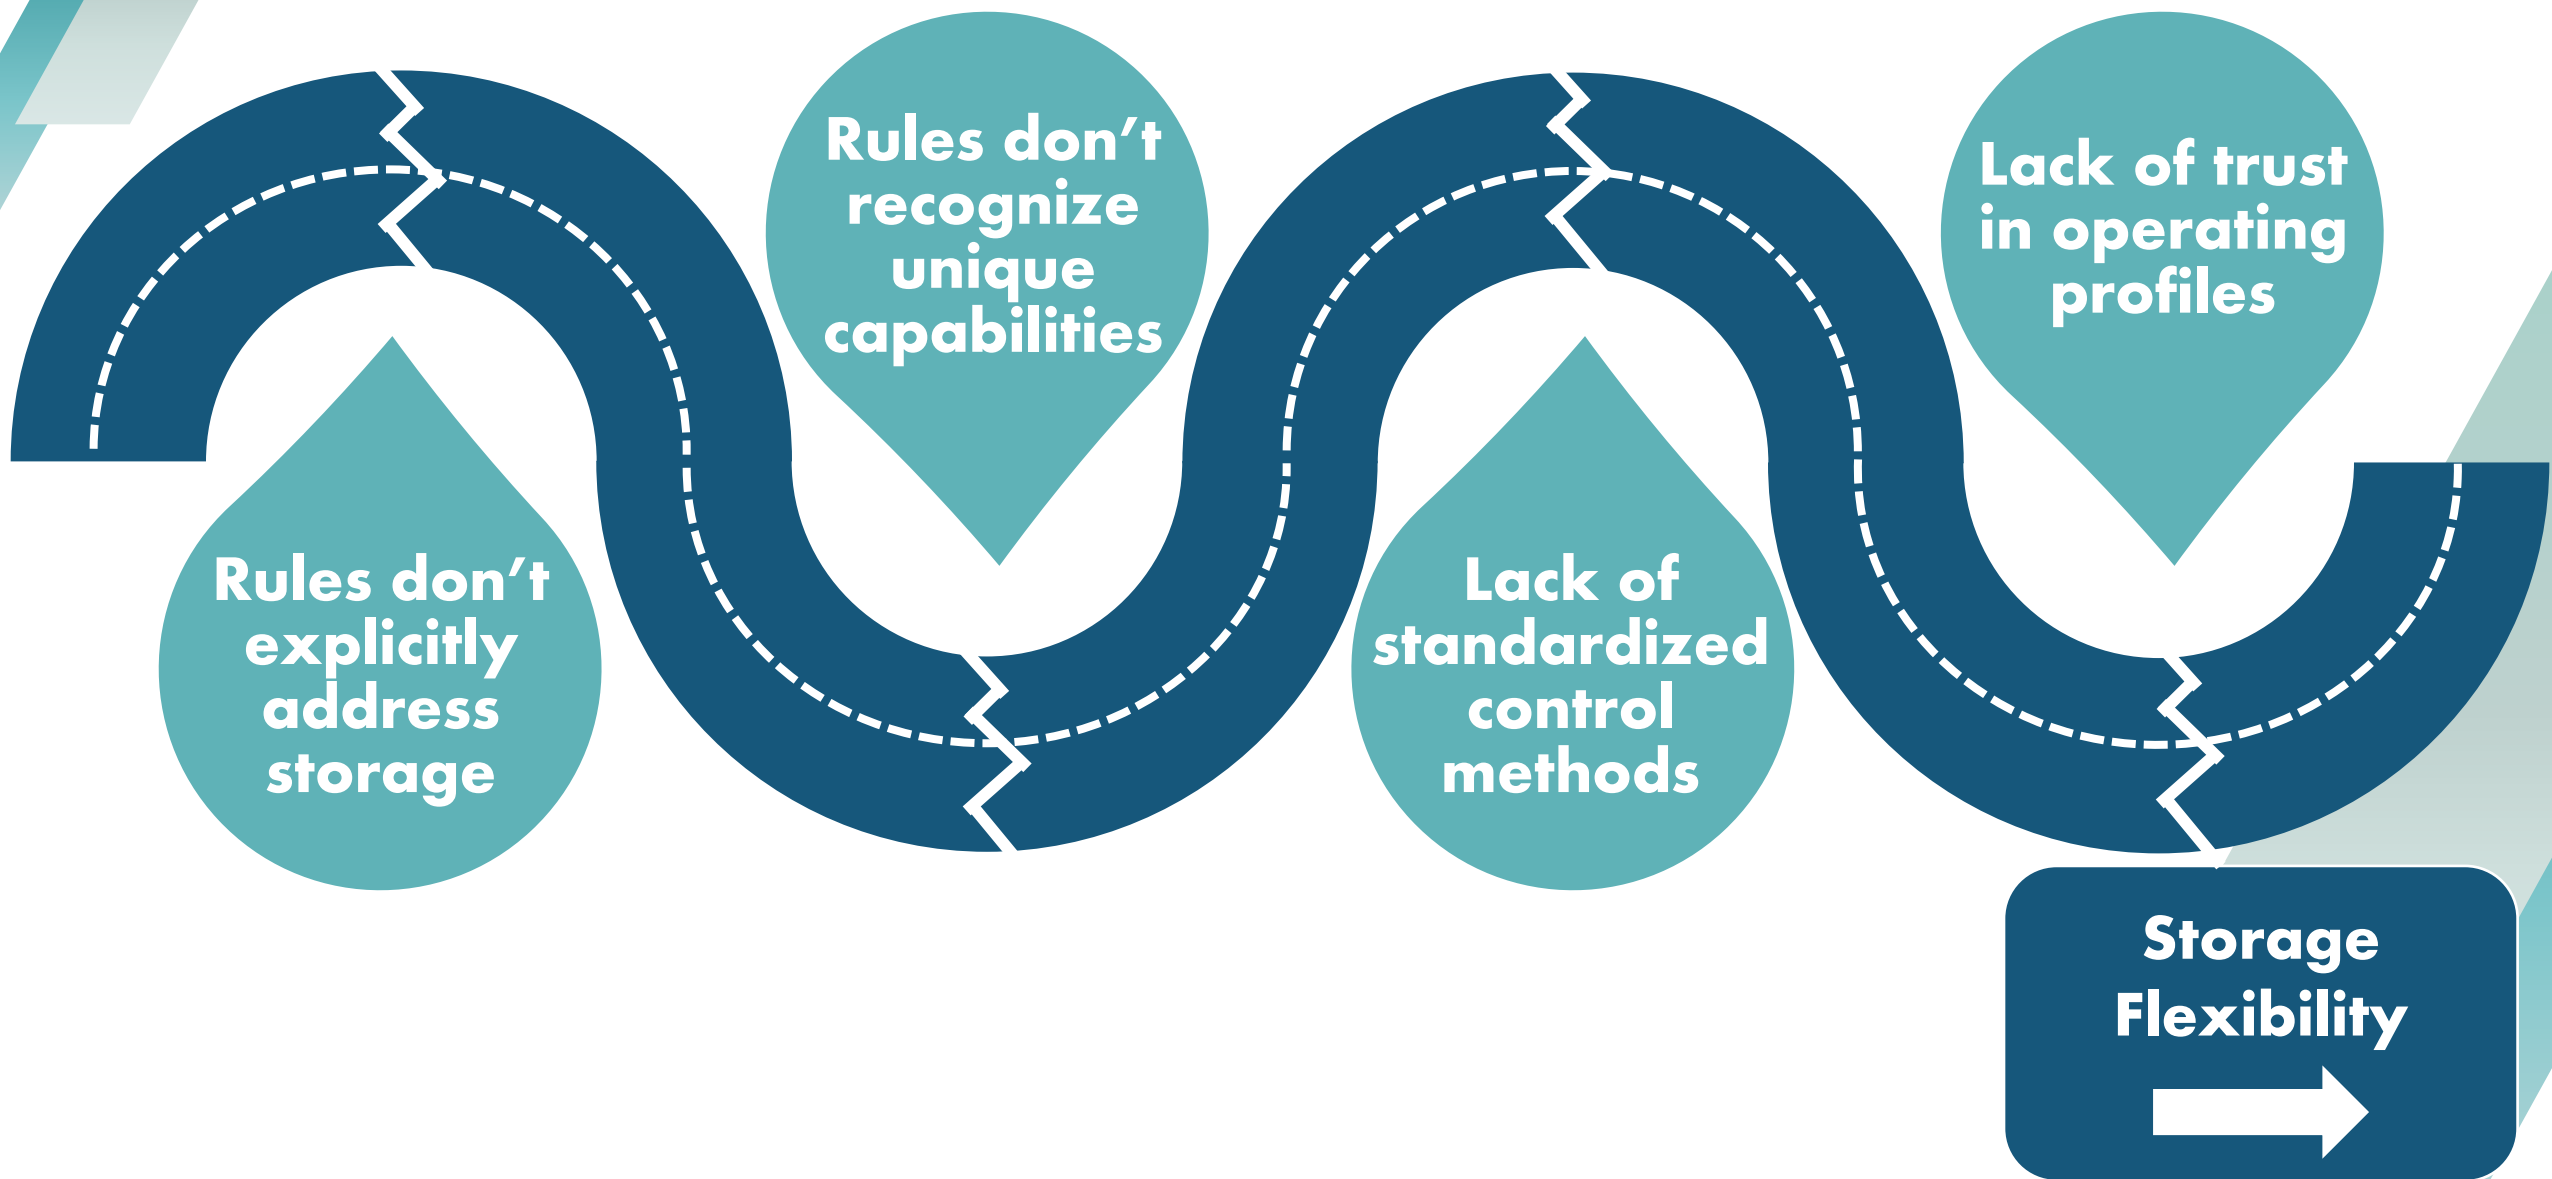 Rules don’t
explicitly
address
storage
Rules don’t
recognize
unique
capabilities
Lack of
standardized
control
methods
Lack of trust
in operating
profiles
Storage
Flexibility